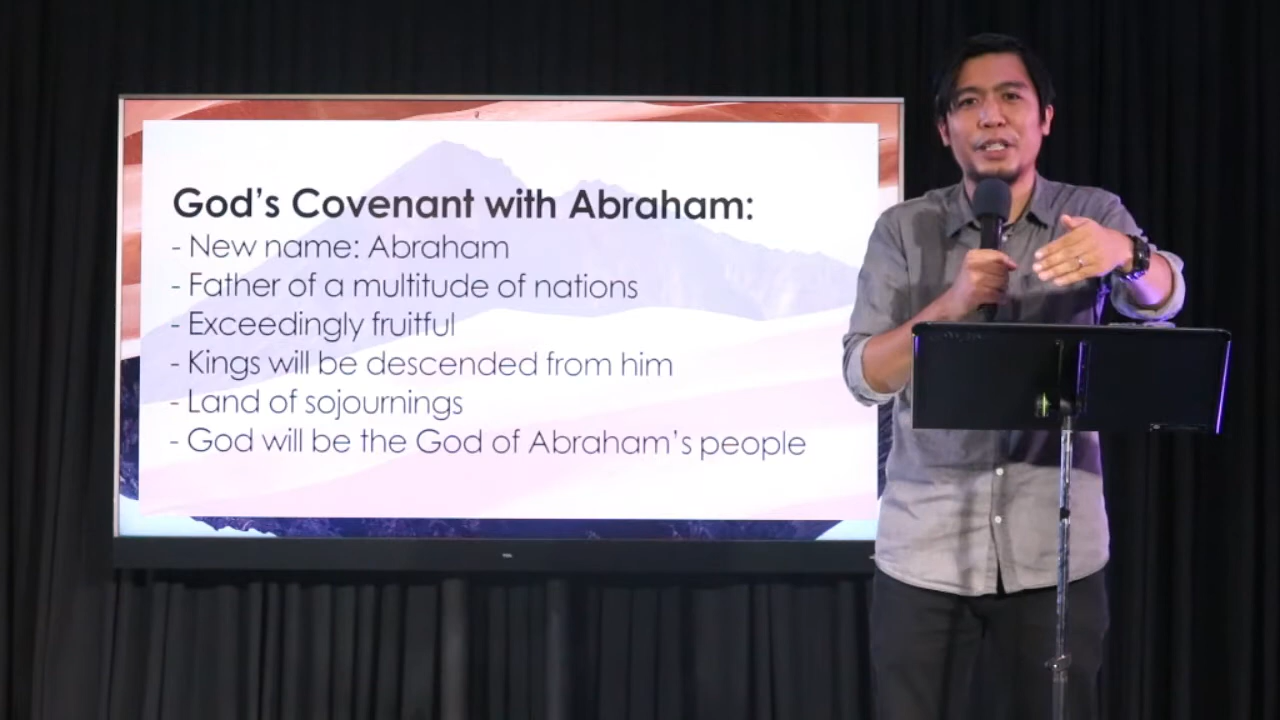 God's Covenant with Abraham:
- New name: Abraham
- Father of a multitude of nations
- Exceedingly fruitful
- Kings will be descended from him
- Land of sojournings
- God will be the God of Abraham's people